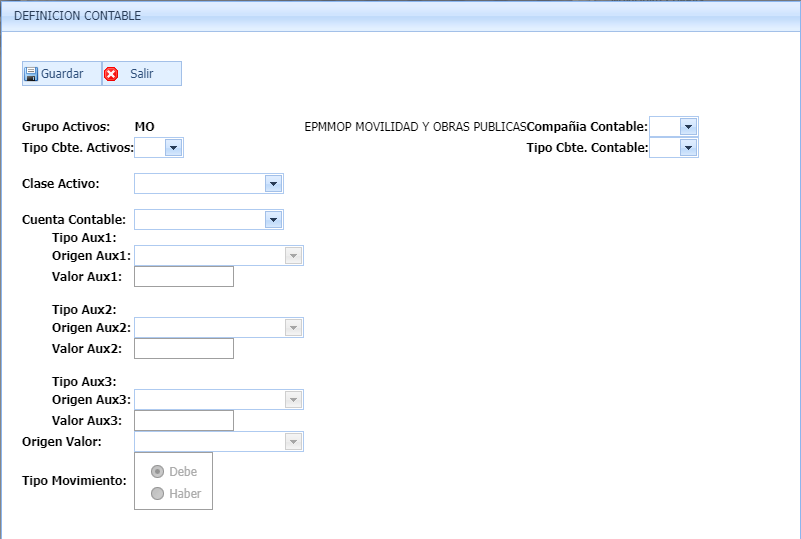 DEFINICION CONTABLE
Guardar Salir
Grupo Activos: MO EPMMOP MOVILIDAD Y OBRAS PUBLICAS Compañia Contable:
Tipo Cbte. Activos: Tipo Cbte. Contable:
Clase Activo:
Cuenta Contable:
Tipo Aux1:
Origen Aux1:
Valor Aux1:
Tipo Aux2:
Origen Aux2:
Valor Aux2:
Tipo Aux3:
Origen Aux3:
Valor Aux3:
Origen Valor:
Tipo Movimiento:
Debe
Haber